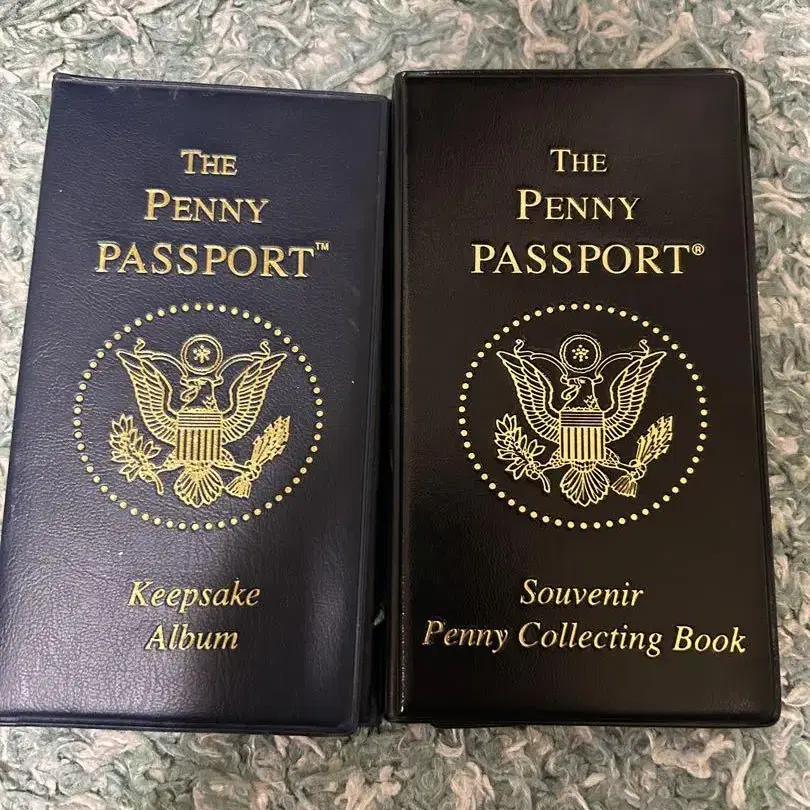 THE
PENNY
PASSPORT™
Keepsake
Album
THE
PENNY
PASSPORT®
Souvenir
Penny Collecting Book